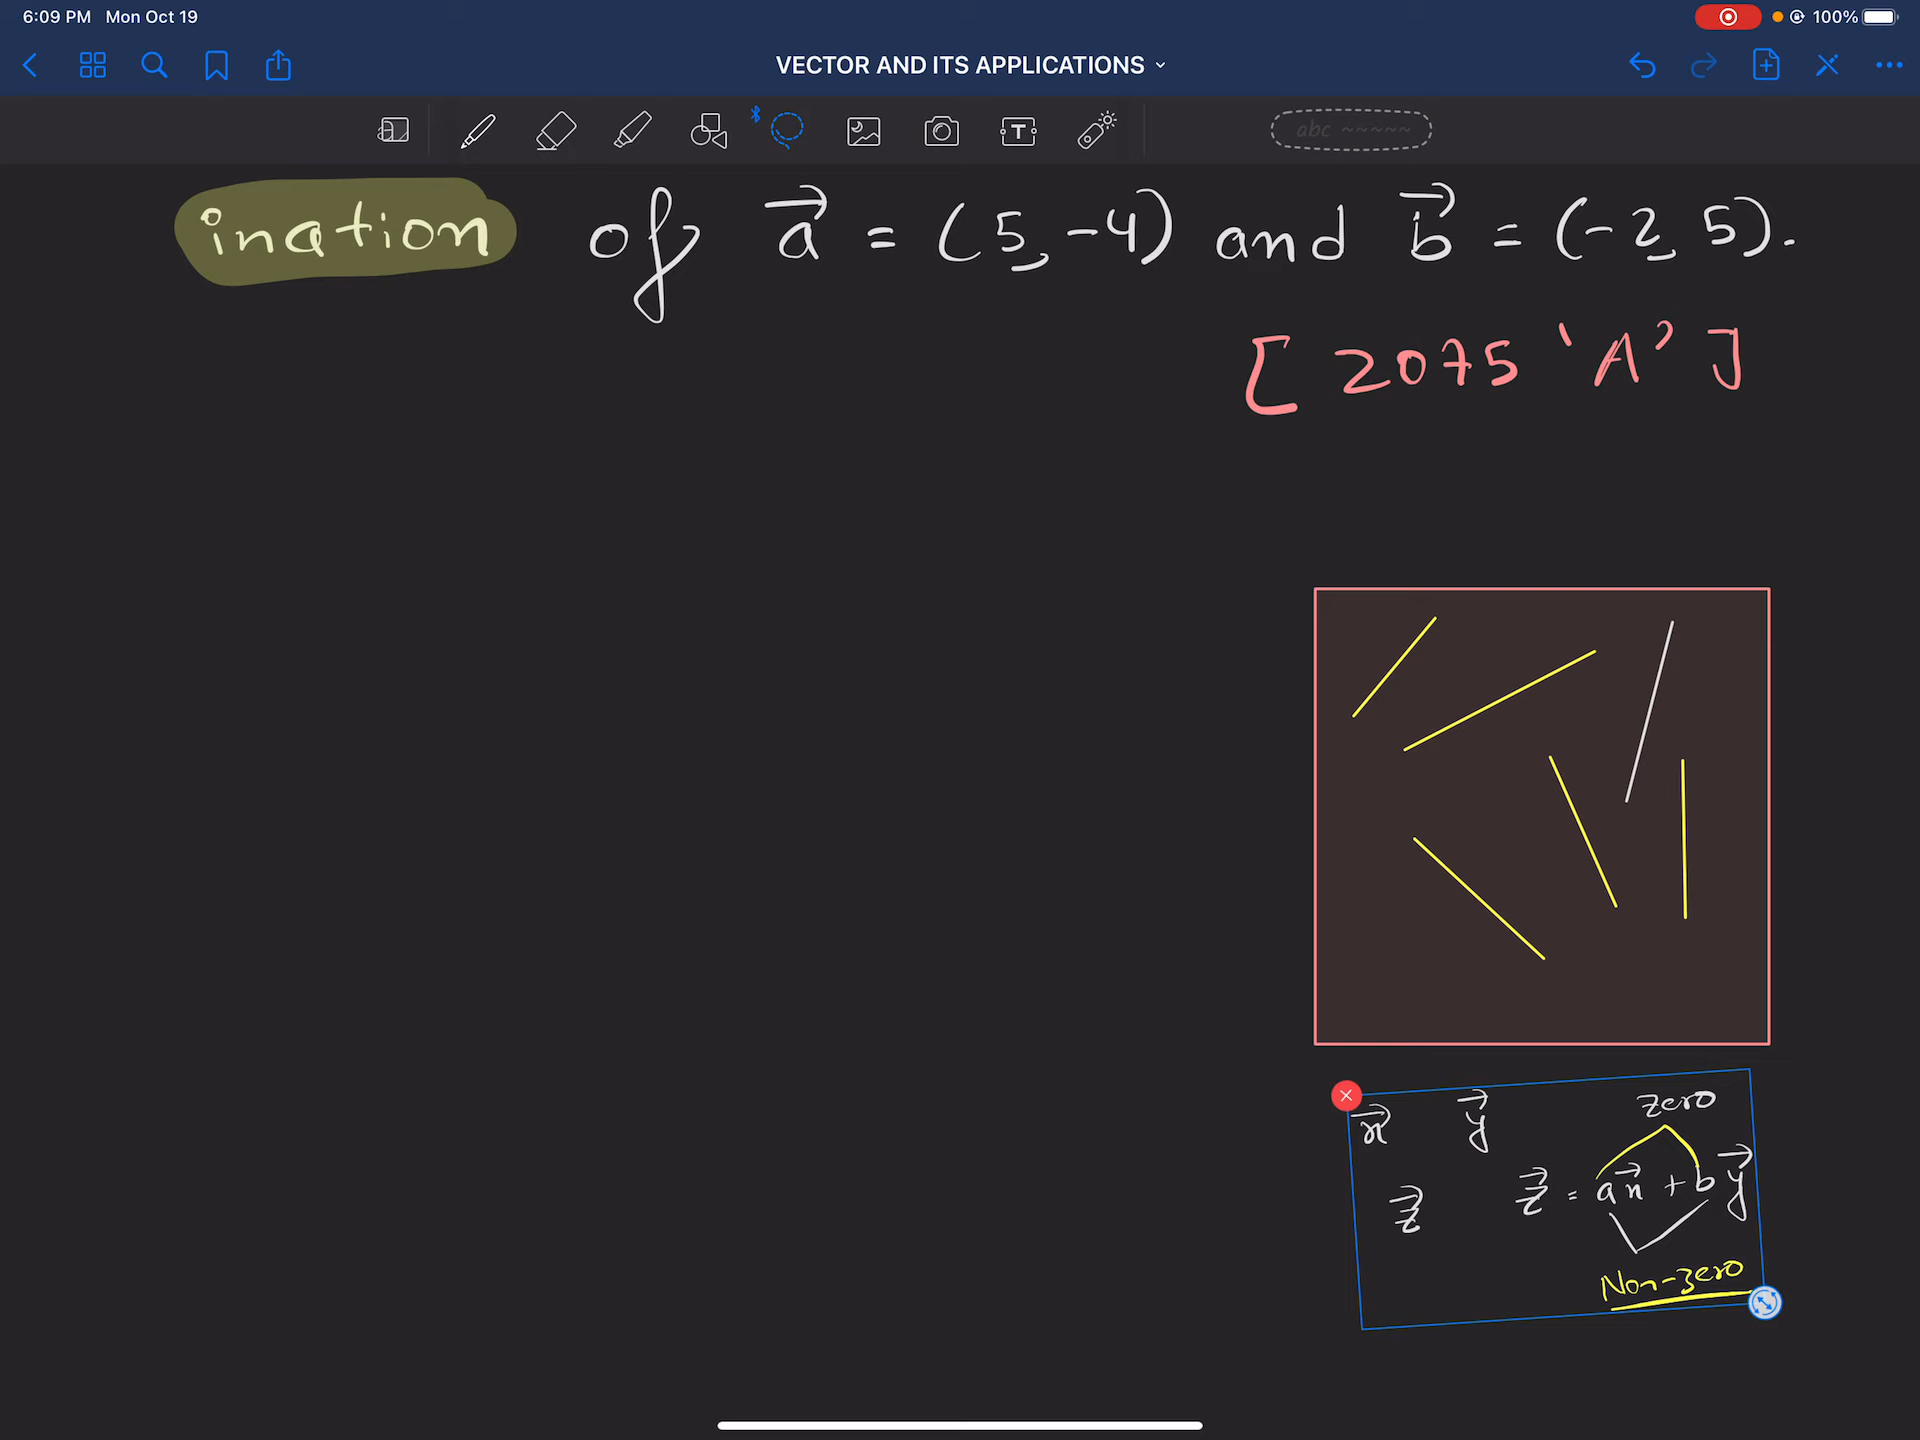 6:09 PM Mon Oct 19
100%
VECTOR AND ITS APPLICATIONS
T
abc
ination of a⃗ = (5, -4) and b⃗ = (-2, 5).
[ 2075 'A' ]
x⃗ y⃗ zero
z⃗ z⃗ = ax⃗ + by⃗
Non-zero